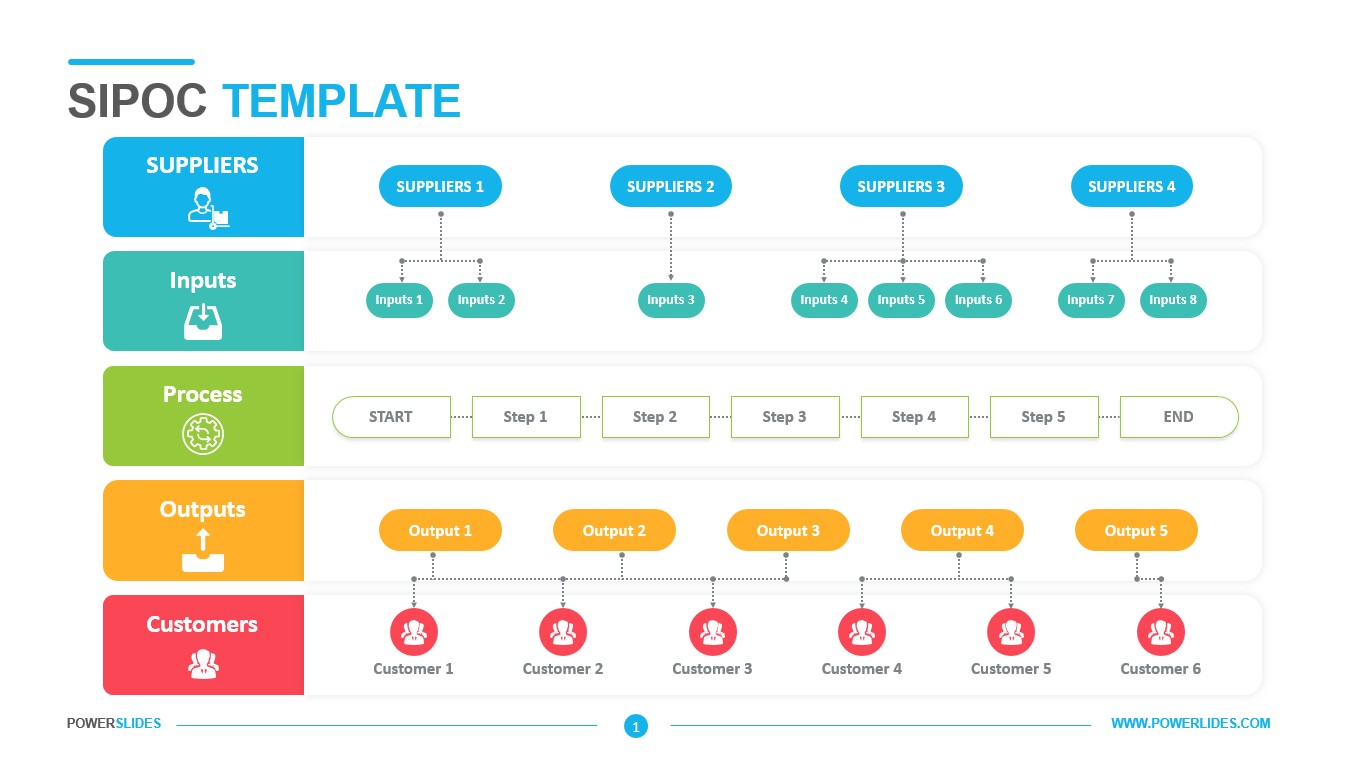 SIPOC TEMPLATE
SUPPLIERS
SUPPLIERS 1 SUPPLIERS 2 SUPPLIERS 3 SUPPLIERS 4
Inputs
Inputs 1 Inputs 2 Inputs 3 Inputs 4 Inputs 5 Inputs 6 Inputs 7 Inputs 8
Process
START Step 1 Step 2 Step 3 Step 4 Step 5 END
Outputs
Output 1 Output 2 Output 3 Output 4 Output 5
Customers
Customer 1 Customer 2 Customer 3 Customer 4 Customer 5 Customer 6
POWERSLIDES 1 WWW.POWERLIDES.COM